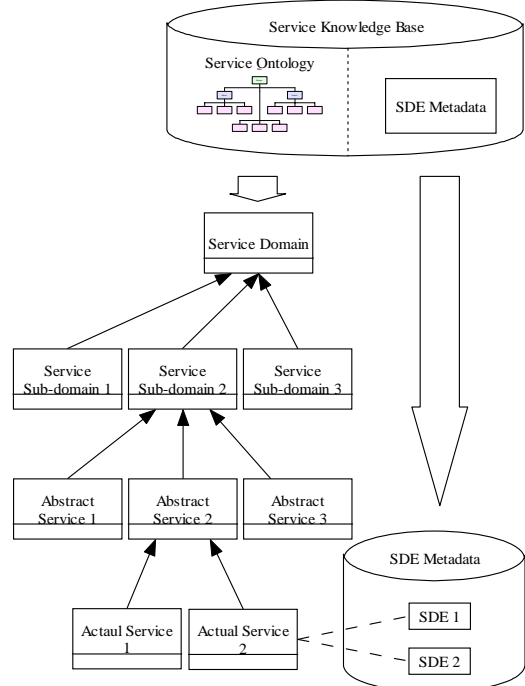 Service Knowledge Base
Service Ontology
SDE Metadata
Service Domain
Service
Sub-domain 1
Service
Sub-domain 2
Service
Sub-domain 3
Abstract
Service 1
Abstract
Service 2
Abstract
Service 3
SDE Metadata
Actaul Service
1
Actual Service
2
SDE 1
SDE 2